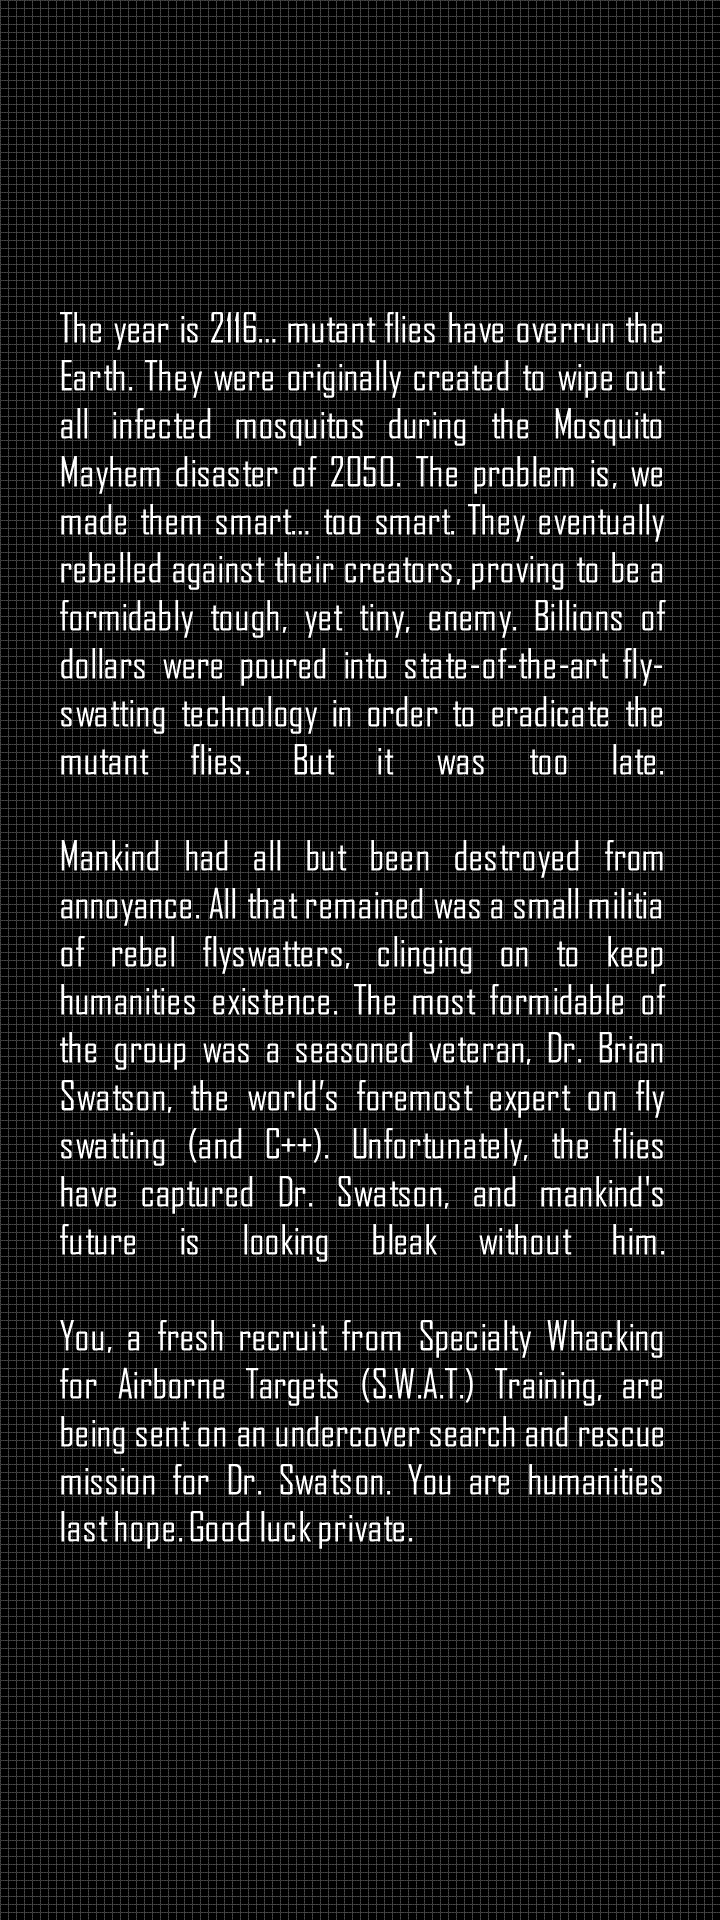 The year is 2116... mutant flies have overrun the
Earth. They were originally created to wipe out
all infected mosquitos during the Mosquito
Mayhem disaster of 2050. The problem is, we
made them smart... too smart. They eventually
rebelled against their creators, proving to be a
formidably tough, yet tiny, enemy. Billions of
dollars were poured into state-of-the-art fly-
swatting technology in order to eradicate the
mutant flies. But it was too late.

Mankind had all but been destroyed from
annoyance. All that remained was a small militia
of rebel flyswatters, clinging on to keep
humanities existence. The most formidable of
the group was a seasoned veteran, Dr. Brian
Swatson, the world’s foremost expert on fly
swatting (and C++). Unfortunately, the flies
have captured Dr. Swatson, and mankind's
future is looking bleak without him.

You, a fresh recruit from Specialty Whacking
for Airborne Targets (S.W.A.T.) Training, are
being sent on an undercover search and rescue
mission for Dr. Swatson. You are humanities
last hope. Good luck private.